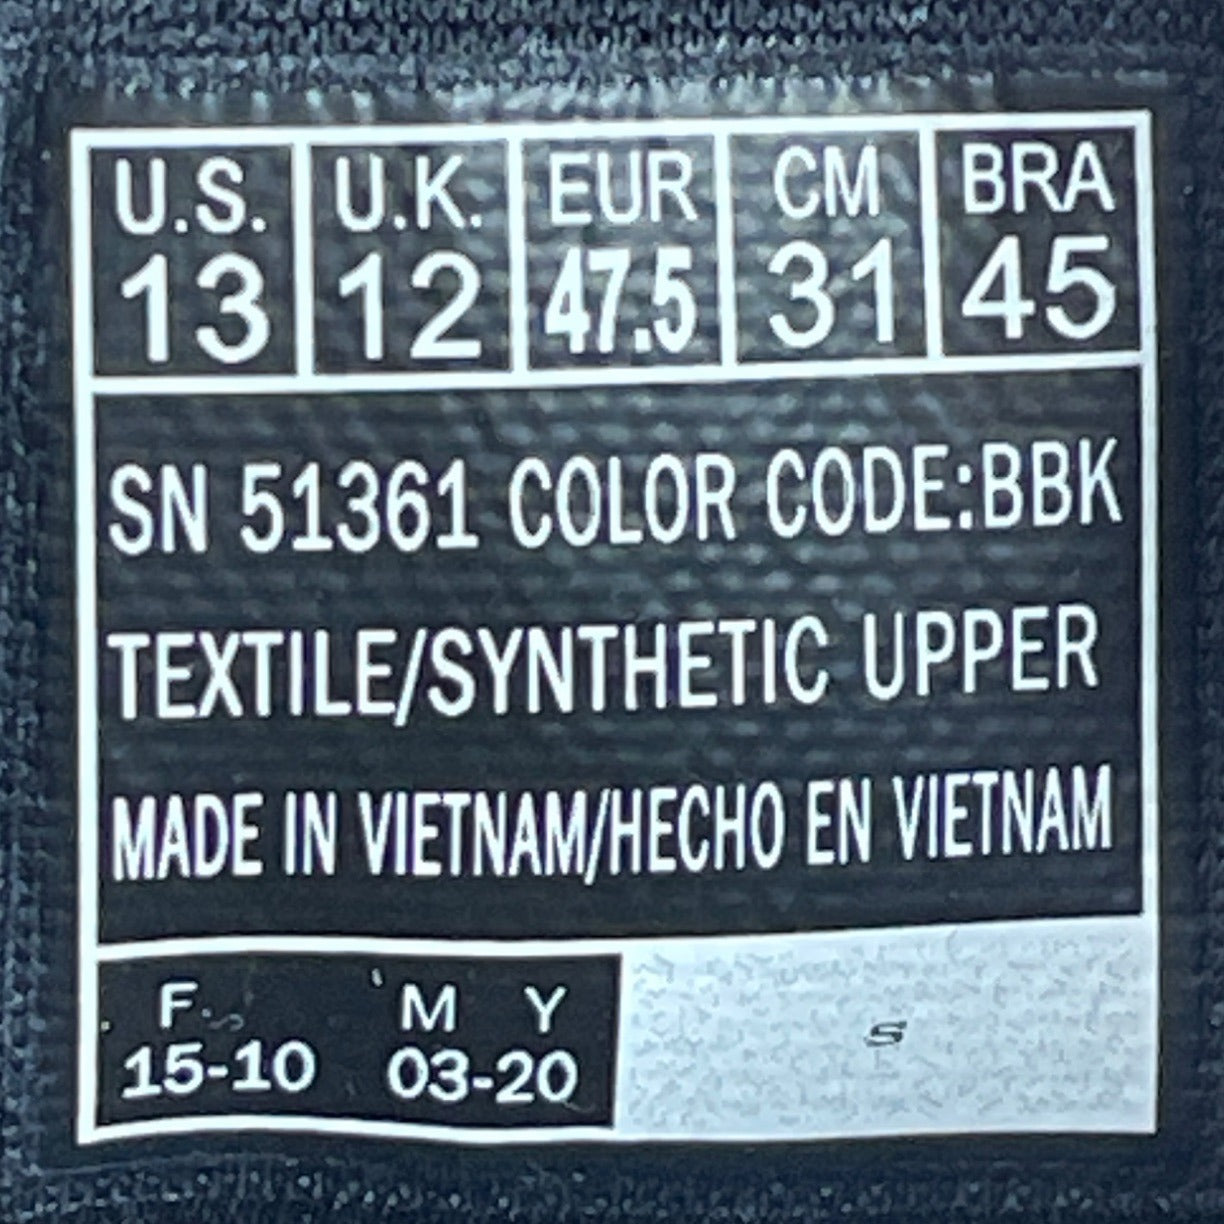 U.S. U.K. EUR CM BRA
13 12 47.5 31 45
SN 51361 COLOR CODE:BBK
TEXTILE/SYNTHETIC UPPER
MADE IN VIETNAM/HECHO EN VIETNAM
F. M Y
15-10 03-20
S